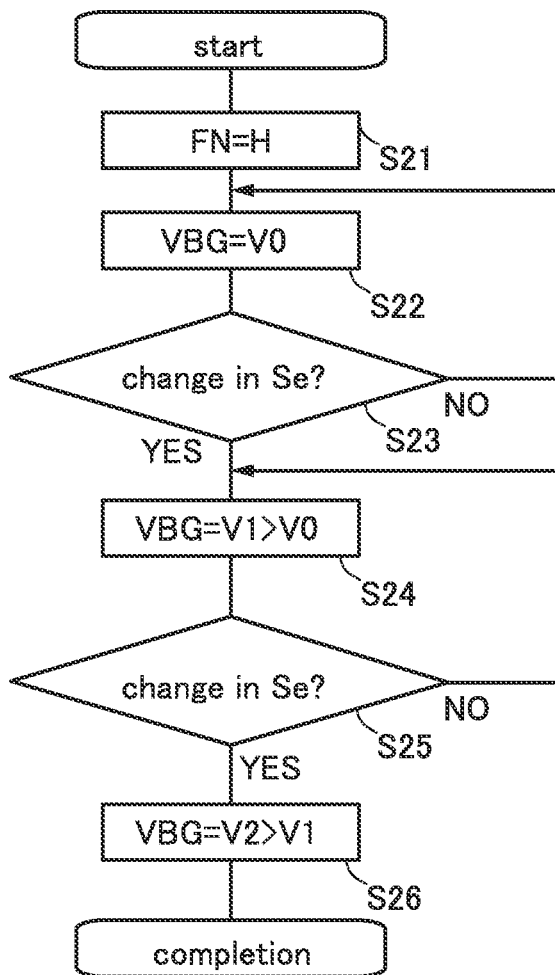 start
FN=H
S21
VBG=V0
S22
change in Se?
NO
S23
YES
VBG=V1>V0
S24
change in Se?
NO
S25
YES
VBG=V2>V1
S26
completion